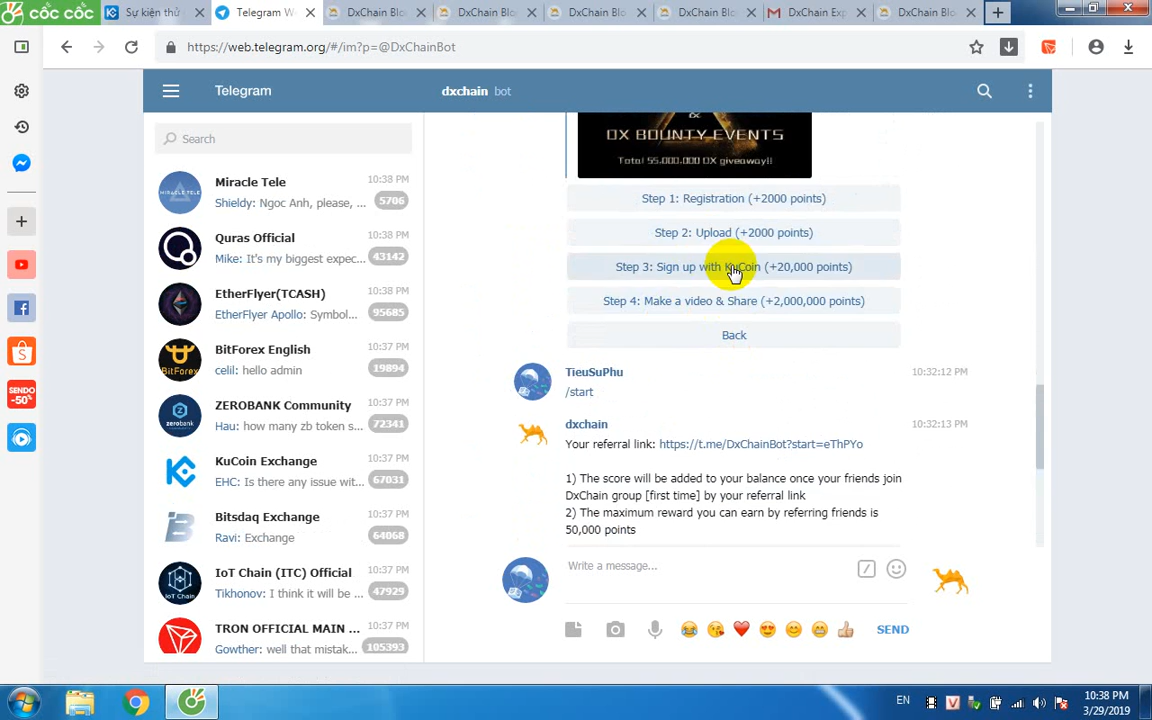 cốc cốc
Sự kiện thử
Telegram W
DxChain Blo
DxChain Blo
DxChain Blo
DxChain Blo
DxChain Exp
DxChain Blo
https://web.telegram.org/#/im?p=@DxChainBot
Telegram
dxchain bot
Search
Miracle Tele
10:38 PM
Shieldy: Ngoc Anh, please, ...
5706
Quras Official
10:38 PM
Mike: It's my biggest expec...
43142
EtherFlyer(TCASH)
10:38 PM
EtherFlyer Apollo: Symbol...
95685
BitForex English
10:37 PM
celil: hello admin
19894
ZEROBANK Community
10:37 PM
Hau: how many zb token s...
72341
KuCoin Exchange
10:37 PM
EHC: Is there any issue wit...
67031
Bitsdaq Exchange
10:37 PM
Ravi: Exchange
64068
IoT Chain (ITC) Official
10:37 PM
Tikhonov: I think it will be ...
47929
TRON OFFICIAL MAIN ...
10:37 PM
Gowther: well that mistak...
105393
DX BOUNTY EVENTS
Total 55,000,000 DX giveaway!!
Step 1: Registration (+2000 points)
Step 2: Upload (+2000 points)
Step 3: Sign up with KuCoin (+20,000 points)
Step 4: Make a video & Share (+2,000,000 points)
Back
TieuSuPhu
10:32:12 PM
/start
dxchain
10:32:13 PM
Your referral link: https://t.me/DxChainBot?start=eThPYo
1) The score will be added to your balance once your friends join
DxChain group [first time] by your referral link
2) The maximum reward you can earn by referring friends is
50,000 points
Write a message...
SEND
SENDO
-50%
EN
10:38 PM
3/29/2019